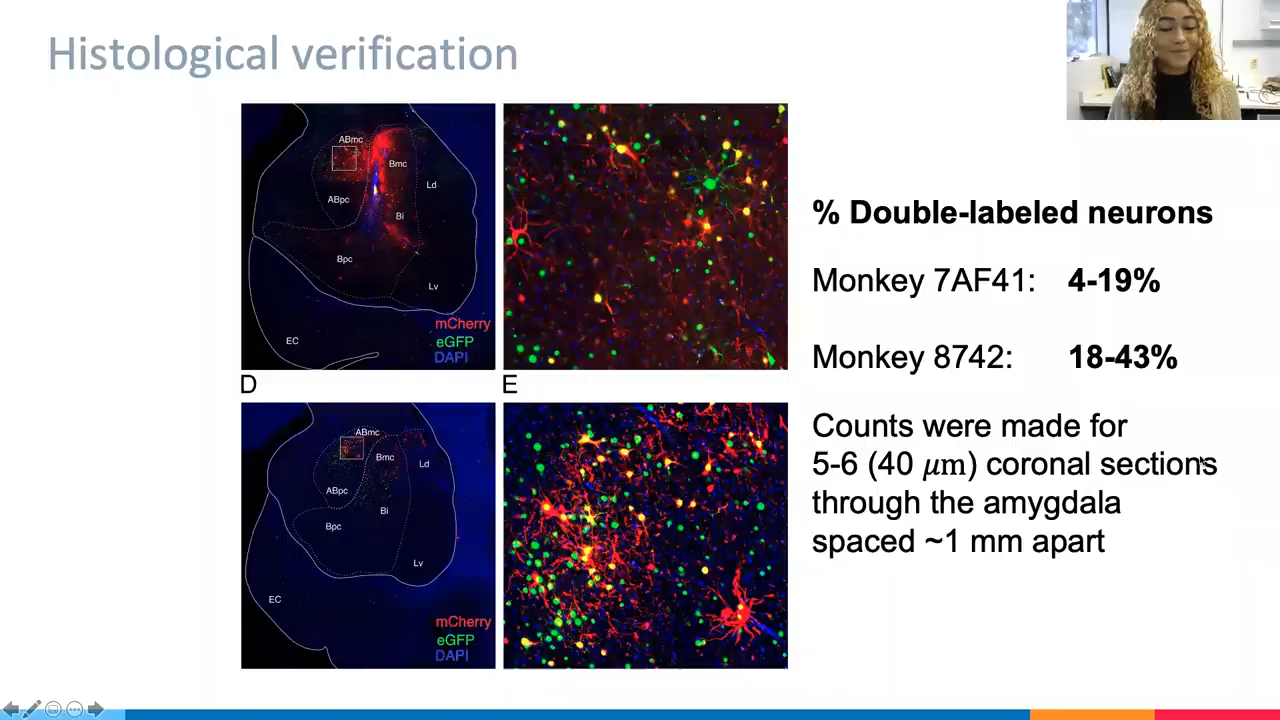 Histological verification
ABmc
Bmc
Ld
ABpc
Bi
Bpc
Lv
mCherry
eGFP
EC
DAPI
D
E
ABmc
Bmc
Ld
ABpc
Bi
Bpc
Lv
EC
mCherry
eGFP
DAPI
% Double-labeled neurons
Monkey 7AF41: 4-19%
Monkey 8742: 18-43%
Counts were made for
5-6 (40 𝜇m) coronal sections
through the amygdala
spaced ~1 mm apart